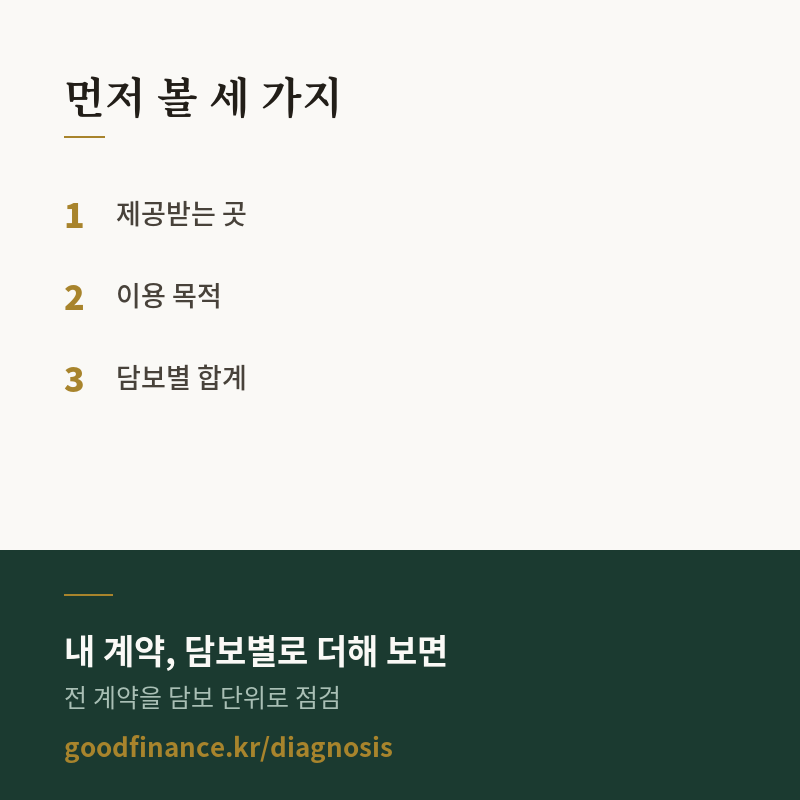 먼저 볼 세 가지
1 제공받는 곳
2 이용 목적
3 담보별 합계
내 계약, 담보별로 더해 보면
전 계약을 담보 단위로 점검
goodfinance.kr/diagnosis